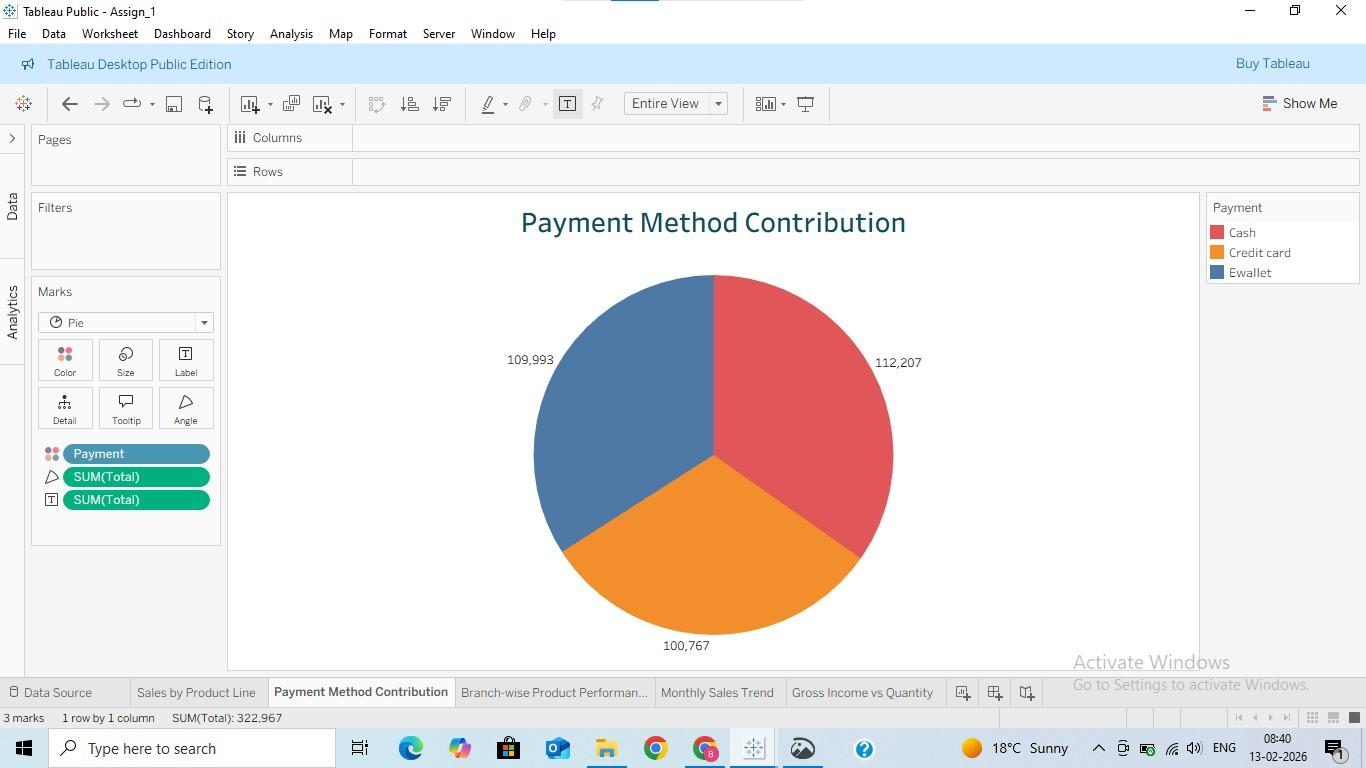 Tableau Public - Assign_1
File Data Worksheet Dashboard Story Analysis Map Format Server Window Help
Tableau Desktop Public Edition
Buy Tableau
Entire View
Show Me
Data
Analytics
Pages
Filters
Marks
Pie
Color Size Label
Detail Tooltip Angle
Payment
SUM(Total)
SUM(Total)
Columns
Rows
Payment Method Contribution
109,993
112,207
100,767
Payment
Cash
Credit card
Ewallet
Activate Windows
Go to Settings to activate Windows.
Data Source Sales by Product Line Payment Method Contribution Branch-wise Product Performan... Monthly Sales Trend Gross Income vs Quantity
3 marks 1 row by 1 column SUM(Total): 322,967
Type here to search
18°C Sunny
ENG
08:40
13-02-2026
1